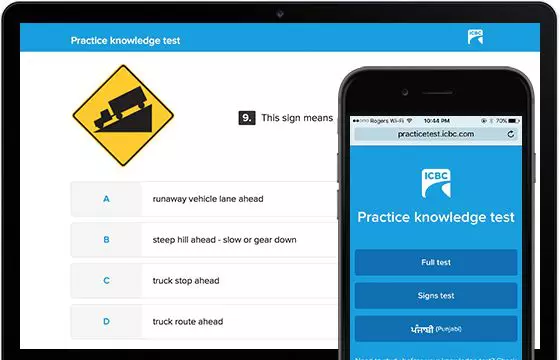 Practice knowledge test
ICBC
9. This sign means
A runaway vehicle lane ahead
B steep hill ahead - slow or gear down
C truck stop ahead
D truck route ahead
Rogers Wi-Fi 10:44 PM 70%
practicetest.icbc.com
ICBC
Practice knowledge test
Full test
Signs test
ਪੰਜਾਬੀ (Punjabi)